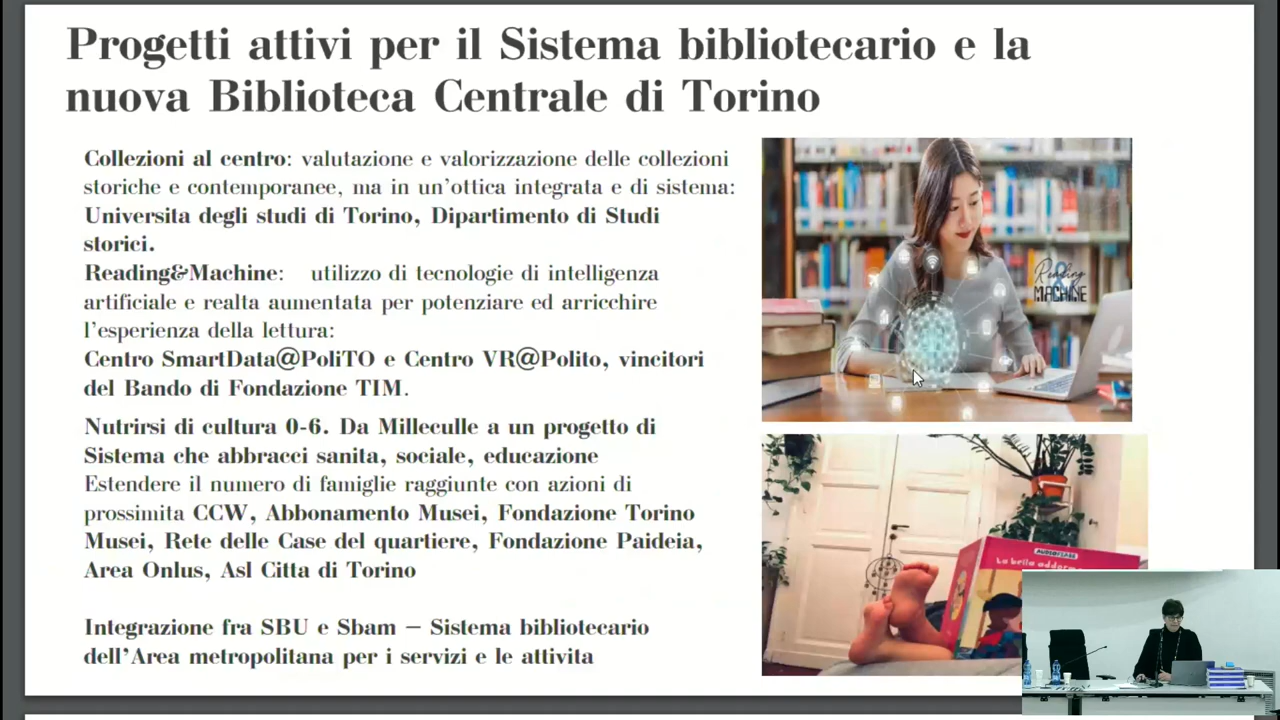 Progetti attivi per il Sistema bibliotecario e la
nuova Biblioteca Centrale di Torino
Collezioni al centro: valutazione e valorizzazione delle collezioni
storiche e contemporanee, ma in un'ottica integrata e di sistema:
Universita degli studi di Torino, Dipartimento di Studi
storici.
Reading&Machine: utilizzo di tecnologie di intelligenza
artificiale e realta aumentata per potenziare ed arricchire
l'esperienza della lettura:
Centro SmartData@PoliTO e Centro VR@Polito, vincitori
del Bando di Fondazione TIM.
Nutrirsi di cultura 0-6. Da Milleculle a un progetto di
Sistema che abbracci sanita, sociale, educazione
Estendere il numero di famiglie raggiunte con azioni di
prossimita CCW, Abbonamento Musei, Fondazione Torino
Musei, Rete delle Case del quartiere, Fondazione Paideia,
Area Onlus, Asl Citta di Torino
Integrazione fra SBU e Sbam – Sistema bibliotecario
dell'Area metropolitana per i servizi e le attivita
Reading
&
MACHINE
AUDIOFIABE
La bella addorm